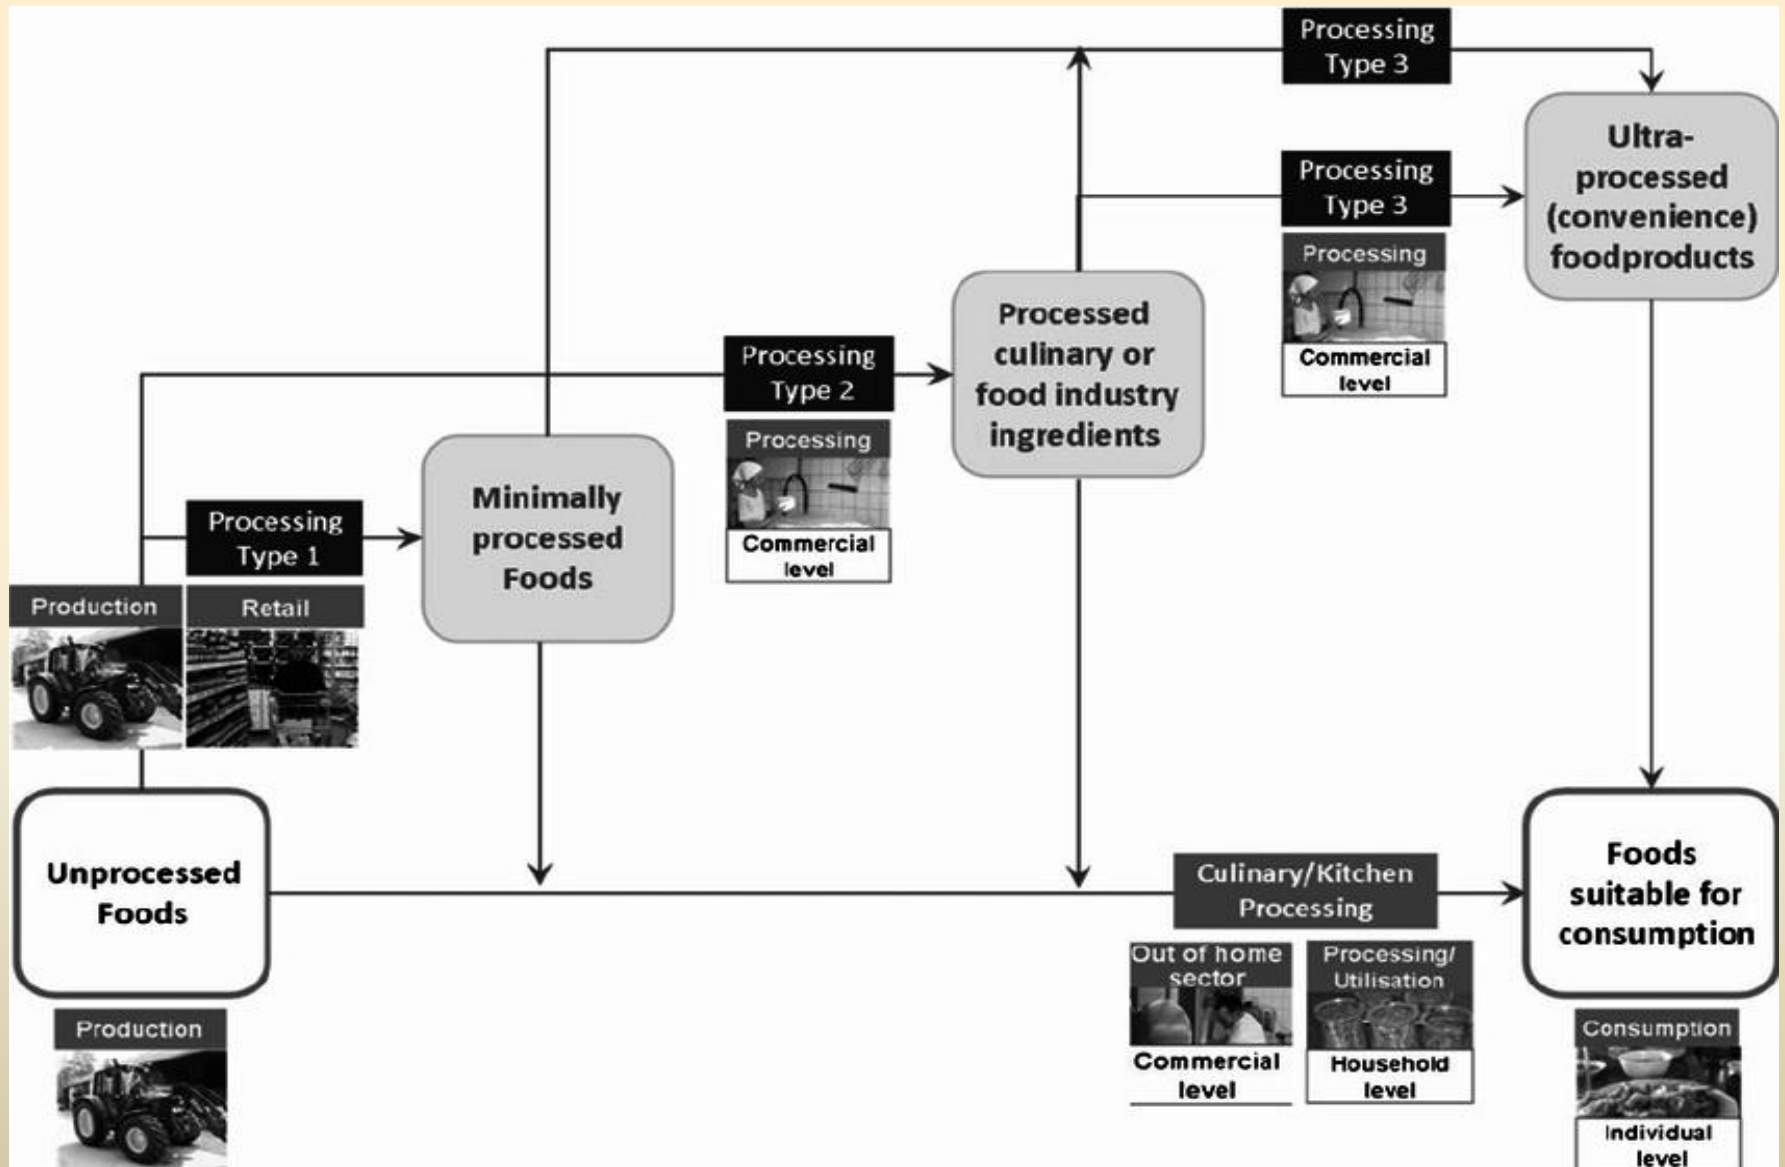 Processing
Type 3
Ultra-
processed
(convenience)
foodproducts
Processing
Type 3
Processing
Commercial
level
Processed
culinary or
food industry
ingredients
Processing
Type 2
Processing
Commercial
level
Minimally
processed
Foods
Processing
Type 1
Production
Retail
Unprocessed
Foods
Production
Culinary/Kitchen
Processing
Out of home
sector
Commercial
level
Processing/
Utilisation
Household
level
Foods
suitable for
consumption
Consumption
Individual
level